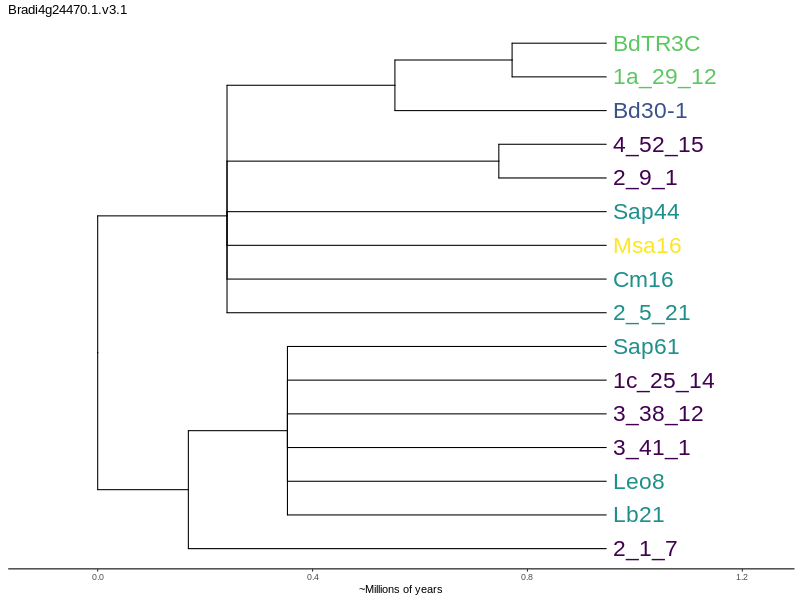 Bradi4g24470.1.v3.1
BdTR3C
1a_29_12
Bd30-1
4_52_15
2_9_1
Sap44
Msa16
Cm16
2_5_21
Sap61
1c_25_14
3_38_12
3_41_1
Leo8
Lb21
2_1_7
0.0 0.4 0.8 1.2
~Millions of years